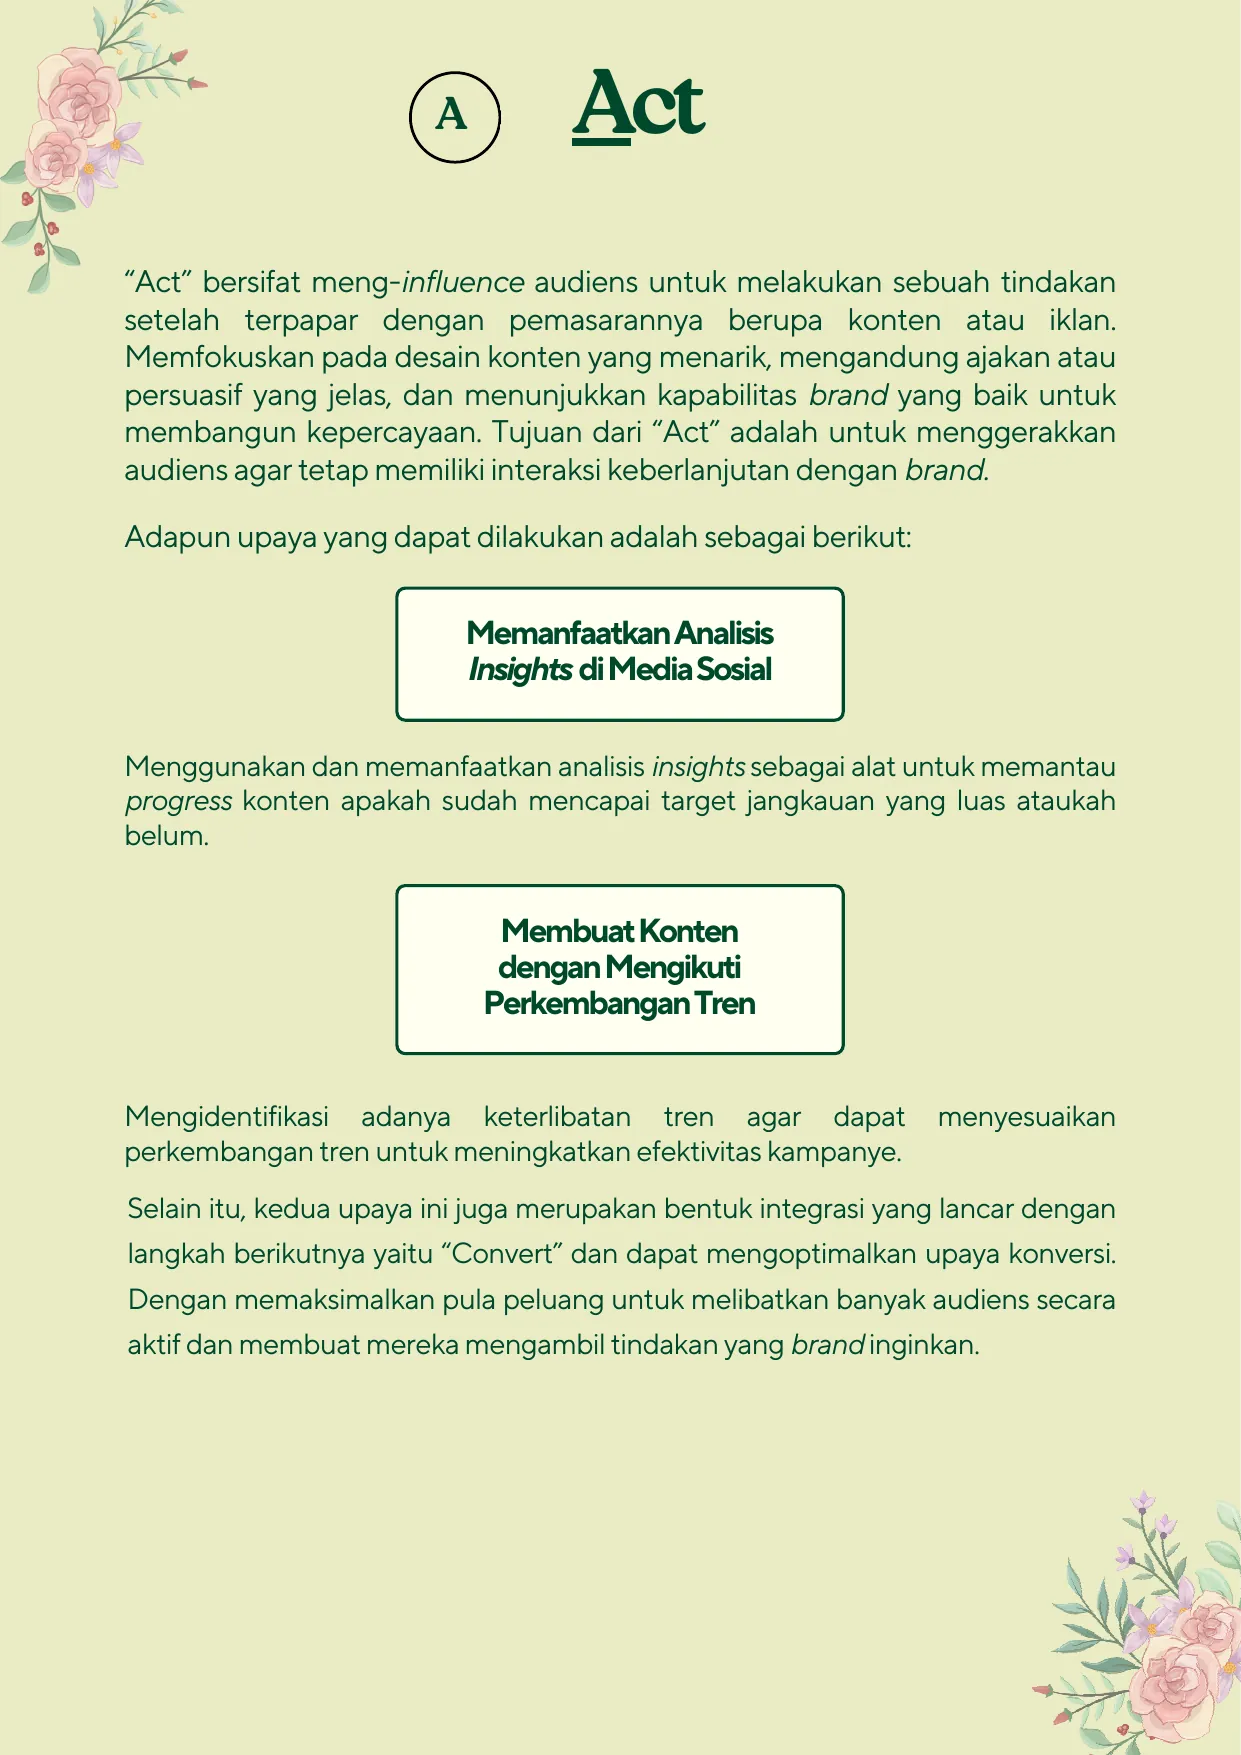 A
Act
“Act” bersifat meng-influence audiens untuk melakukan sebuah tindakan
setelah terpapar dengan pemasarannya berupa konten atau iklan.
Memfokuskan pada desain konten yang menarik, mengandung ajakan atau
persuasif yang jelas, dan menunjukkan kapabilitas brand yang baik untuk
membangun kepercayaan. Tujuan dari “Act” adalah untuk menggerakkan
audiens agar tetap memiliki interaksi keberlanjutan dengan brand.
Adapun upaya yang dapat dilakukan adalah sebagai berikut:
Memanfaatkan Analisis
Insights di Media Sosial
Menggunakan dan memanfaatkan analisis insights sebagai alat untuk memantau
progress konten apakah sudah mencapai target jangkauan yang luas ataukah
belum.
Membuat Konten
dengan Mengikuti
Perkembangan Tren
Mengidentifikasi adanya keterlibatan tren agar dapat menyesuaikan
perkembangan tren untuk meningkatkan efektivitas kampanye.
Selain itu, kedua upaya ini juga merupakan bentuk integrasi yang lancar dengan
langkah berikutnya yaitu “Convert” dan dapat mengoptimalkan upaya konversi.
Dengan memaksimalkan pula peluang untuk melibatkan banyak audiens secara
aktif dan membuat mereka mengambil tindakan yang brand inginkan.